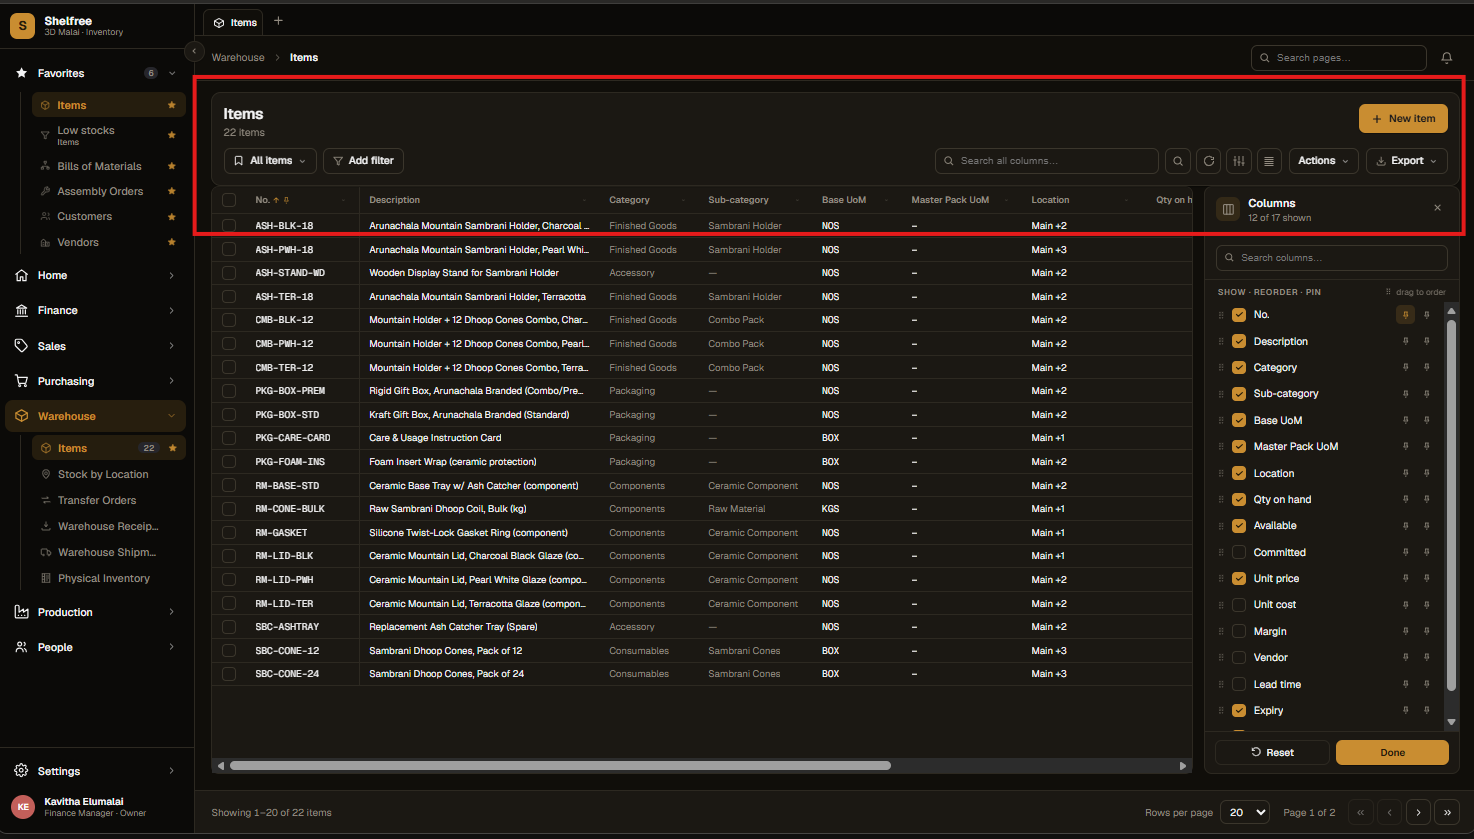 S
Shelfree
3D Malai · Inventory
Favorites 6
Items
Low stocks
Items
Bills of Materials
Assembly Orders
Customers
Vendors
Home
Finance
Sales
Purchasing
Warehouse
Items 22
Stock by Location
Transfer Orders
Warehouse Receip...
Warehouse Shipm...
Physical Inventory
Production
People
Settings
KE
Kavitha Elumalai
Finance Manager · Owner
Items
Warehouse > Items
Search pages...
Items
22 items
+ New item
All items
Add filter
Search all columns...
Actions
Export
No. Description Category Sub-category Base UoM Master Pack UoM Location Qty on h
ASH-BLK-18 Arunachala Mountain Sambrani Holder, Charcoal ... Finished Goods Sambrani Holder NOS – Main +2
ASH-PWH-18 Arunachala Mountain Sambrani Holder, Pearl Whi... Finished Goods Sambrani Holder NOS – Main +3
ASH-STAND-WD Wooden Display Stand for Sambrani Holder Accessory — NOS – Main +2
ASH-TER-18 Arunachala Mountain Sambrani Holder, Terracotta Finished Goods Sambrani Holder NOS – Main +2
CMB-BLK-12 Mountain Holder + 12 Dhoop Cones Combo, Char... Finished Goods Combo Pack NOS – Main +2
CMB-PWH-12 Mountain Holder + 12 Dhoop Cones Combo, Pearl... Finished Goods Combo Pack NOS – Main +2
CMB-TER-12 Mountain Holder + 12 Dhoop Cones Combo, Terra... Finished Goods Combo Pack NOS – Main +2
PKG-BOX-PREM Rigid Gift Box, Arunachala Branded (Combo/Pre... Packaging — NOS – Main +2
PKG-BOX-STD Kraft Gift Box, Arunachala Branded (Standard) Packaging — NOS – Main +2
PKG-CARE-CARD Care & Usage Instruction Card Packaging — BOX – Main +1
PKG-FOAM-INS Foam Insert Wrap (ceramic protection) Packaging — BOX – Main +2
RM-BASE-STD Ceramic Base Tray w/ Ash Catcher (component) Components Ceramic Component NOS – Main +2
RM-CONE-BULK Raw Sambrani Dhoop Coil, Bulk (kg) Components Raw Material KGS – Main +1
RM-GASKET Silicone Twist-Lock Gasket Ring (component) Components Ceramic Component NOS – Main +1
RM-LID-BLK Ceramic Mountain Lid, Charcoal Black Glaze (co... Components Ceramic Component NOS – Main +1
RM-LID-PWH Ceramic Mountain Lid, Pearl White Glaze (compo... Components Ceramic Component NOS – Main +2
RM-LID-TER Ceramic Mountain Lid, Terracotta Glaze (compon... Components Ceramic Component NOS – Main +2
SBC-ASHTRAY Replacement Ash Catcher Tray (Spare) Accessory — NOS – Main +2
SBC-CONE-12 Sambrani Dhoop Cones, Pack of 12 Consumables Sambrani Cones BOX – Main +3
SBC-CONE-24 Sambrani Dhoop Cones, Pack of 24 Consumables Sambrani Cones BOX – Main +3
Columns
12 of 17 shown
Search columns...
SHOW · REORDER · PIN drag to order
No.
Description
Category
Sub-category
Base UoM
Master Pack UoM
Location
Qty on hand
Available
Committed
Unit price
Unit cost
Margin
Vendor
Lead time
Expiry
Reset
Done
Showing 1–20 of 22 items
Rows per page 20 Page 1 of 2